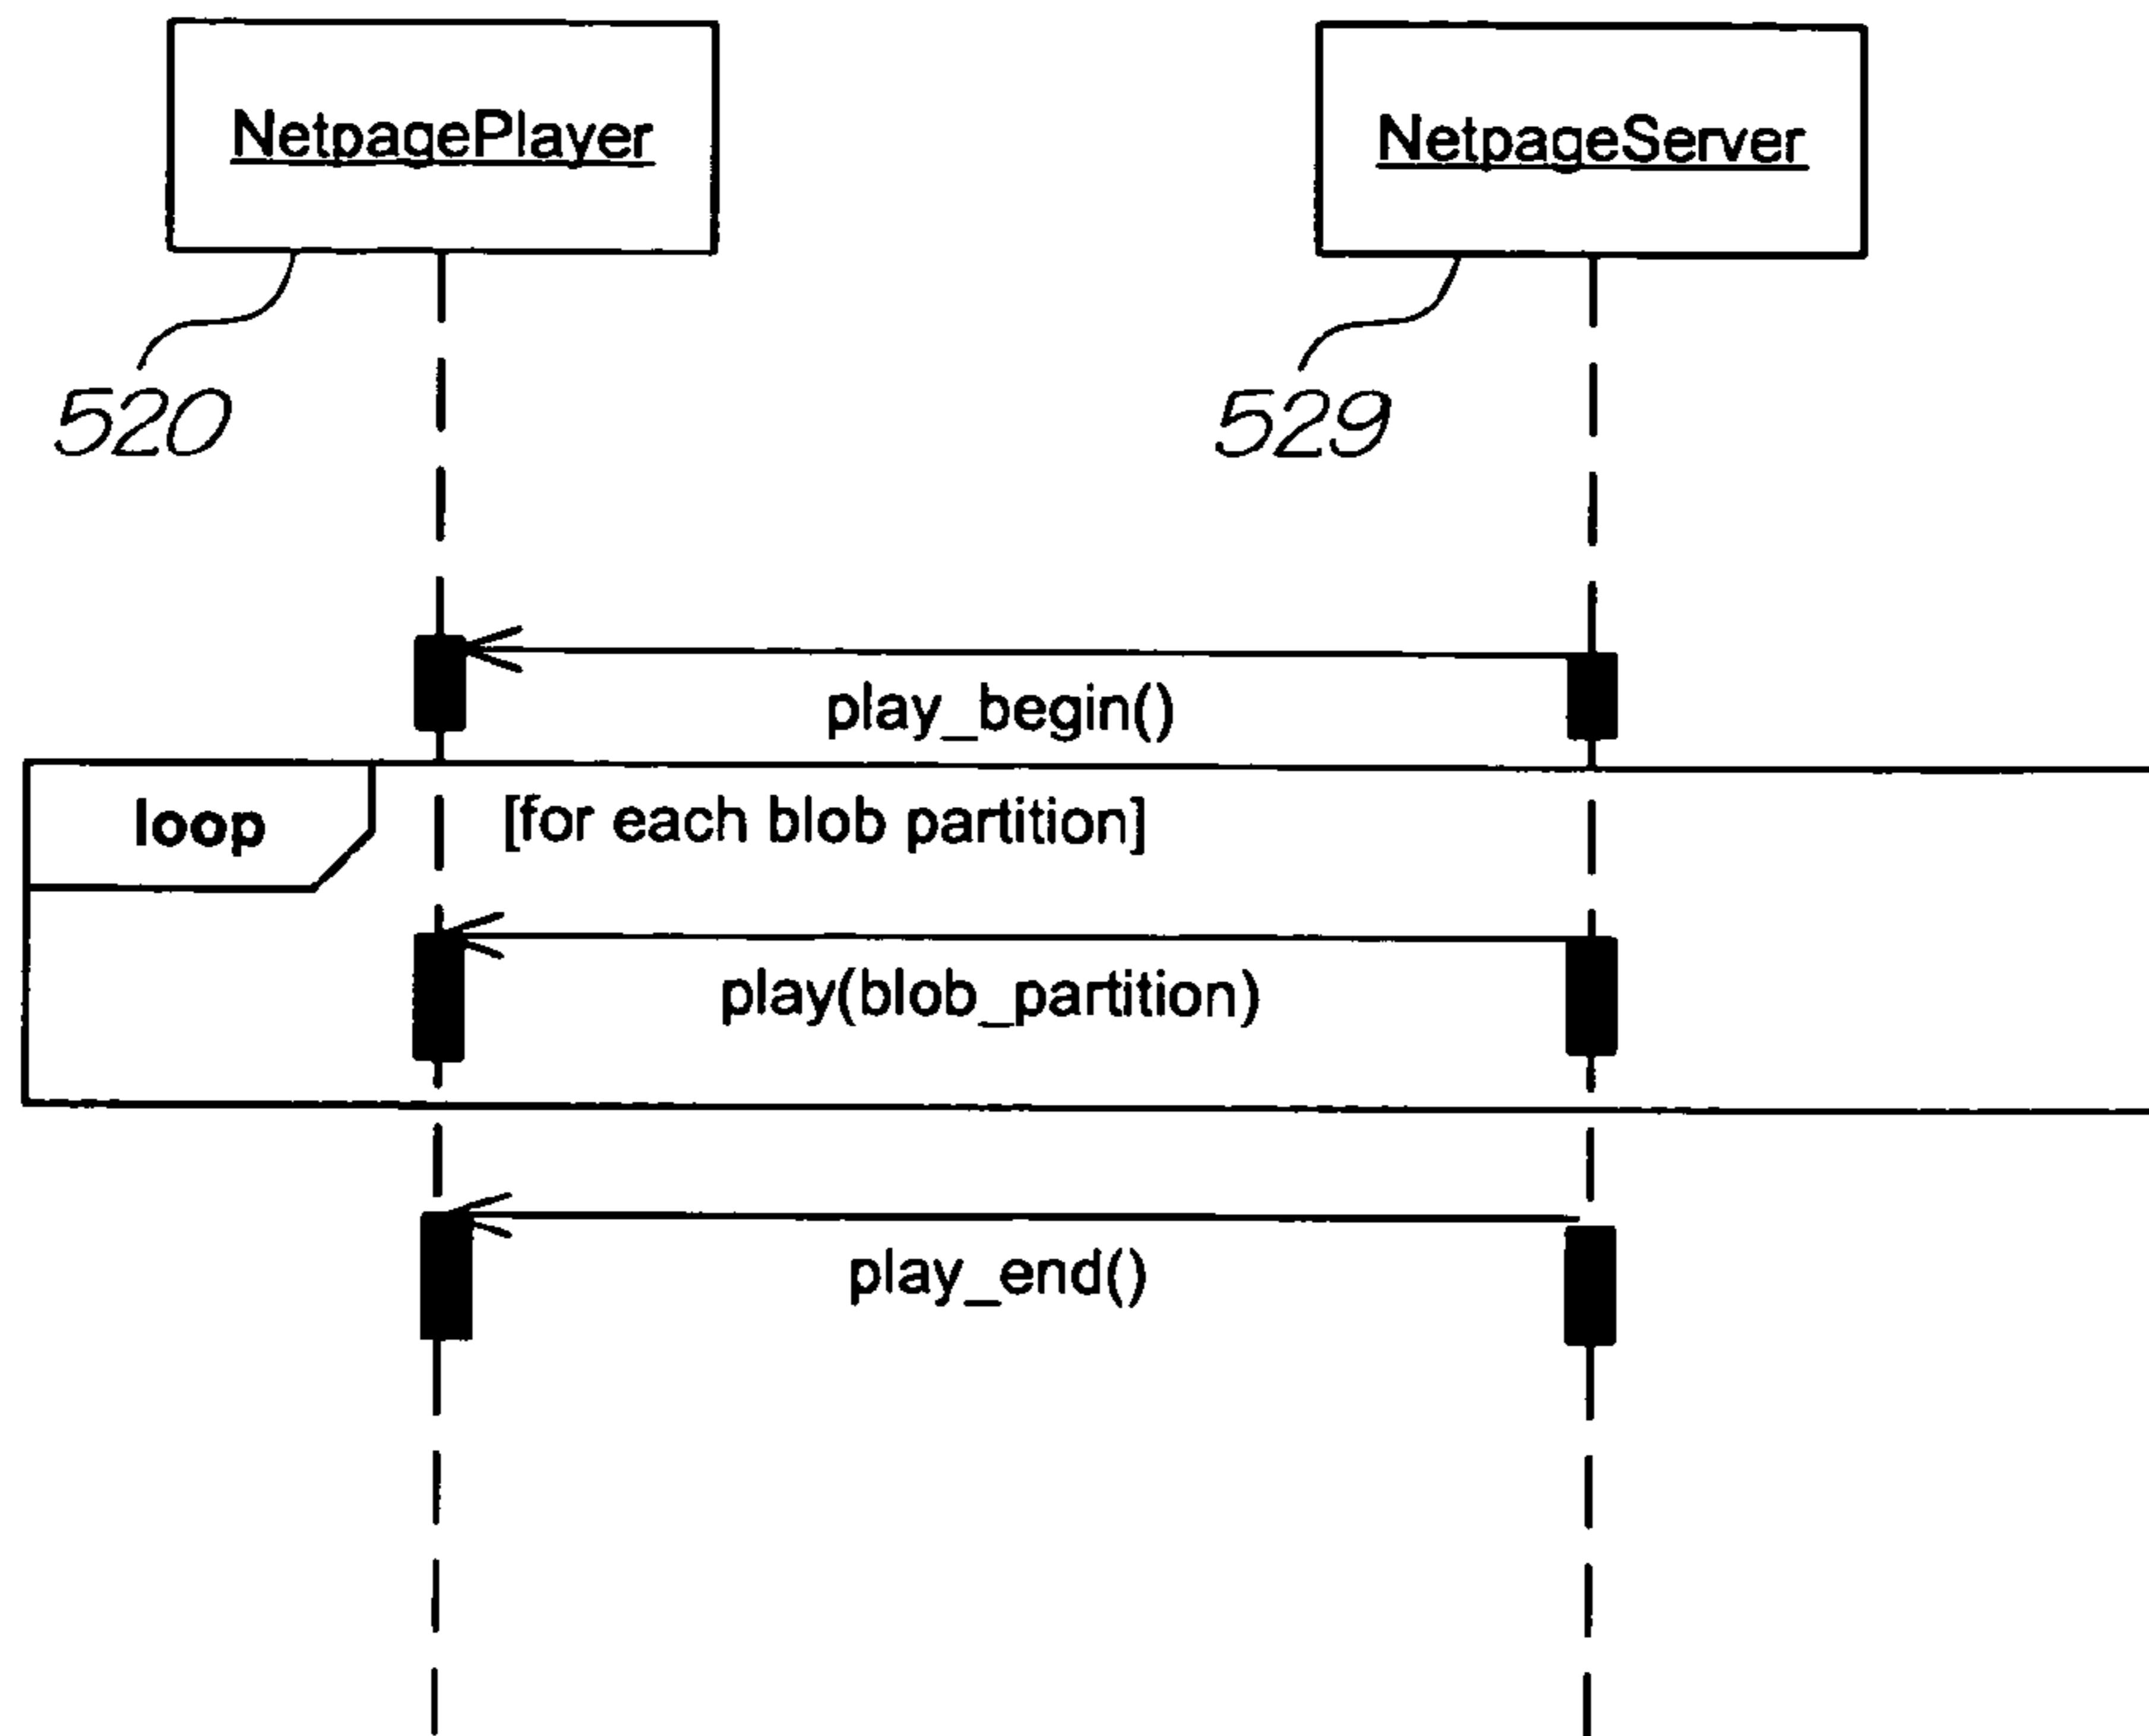 NetpagePlayer
NetpageServer
520
529
play_begin()
loop
[for each blob partition]
play(blob_partition)
play_end()